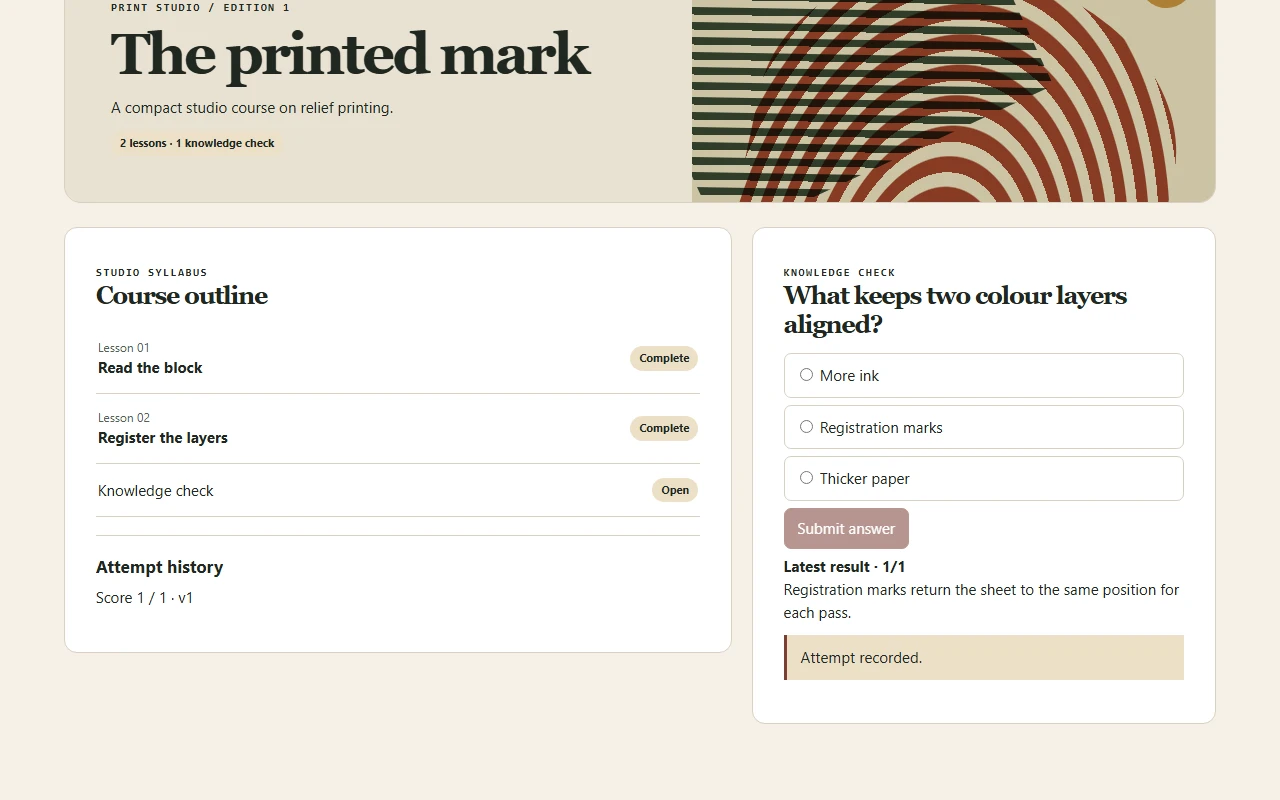 PRINT STUDIO / EDITION 1
The printed mark
A compact studio course on relief printing.
2 lessons · 1 knowledge check
STUDIO SYLLABUS
Course outline
Lesson 01
Read the block
Complete
Lesson 02
Register the layers
Complete
Knowledge check
Open
Attempt history
Score 1 / 1 · v1
KNOWLEDGE CHECK
What keeps two colour layers
aligned?
More ink
Registration marks
Thicker paper
Submit answer
Latest result · 1/1
Registration marks return the sheet to the same position for
each pass.
Attempt recorded.